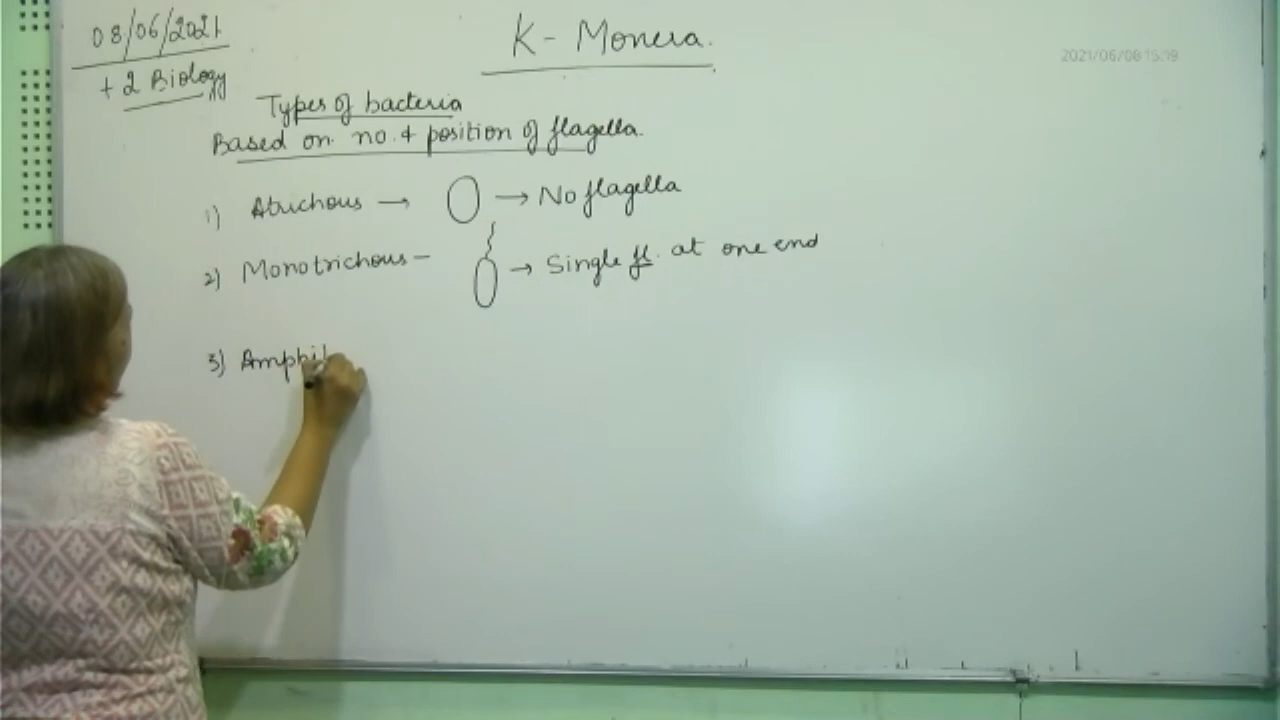 08/06/2021
+2 Biology
K- Monera.
2021/06/08 15:19
Types of bacteria
Based on no. & position of flagella.
1) Atrichous → → No flagella
2) Monotrichous - → Single fl. at one end
3) Amphi